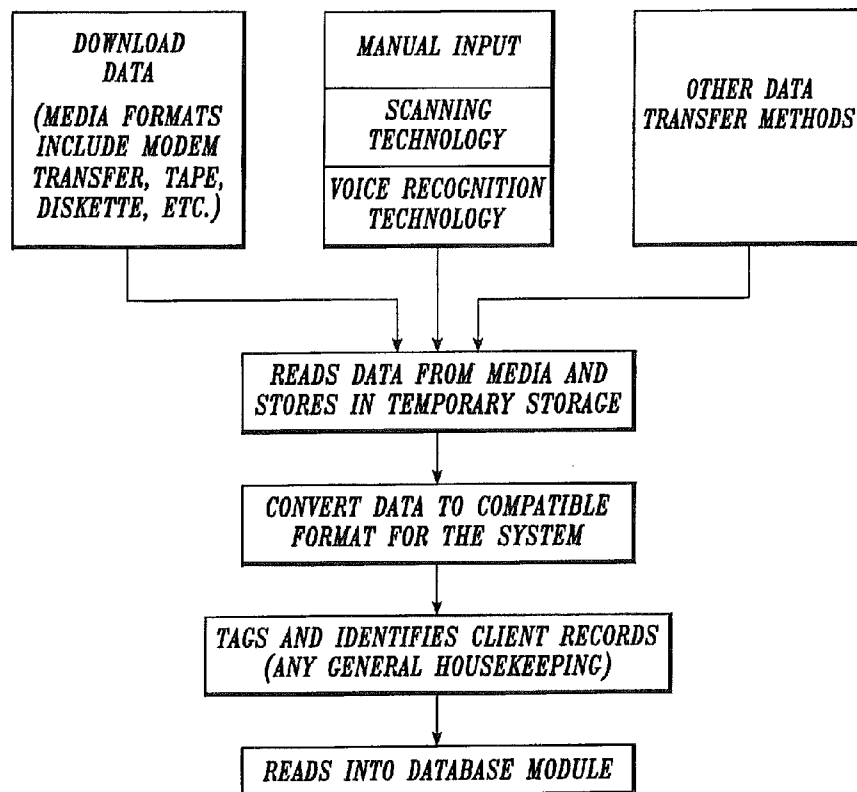 DOWNLOAD
DATA
(MEDIA FORMATS
INCLUDE MODEM
TRANSFER, TAPE,
DISKETTE, ETC.)
MANUAL INPUT
SCANNING
TECHNOLOGY
VOICE RECOGNITION
TECHNOLOGY
OTHER DATA
TRANSFER METHODS
READS DATA FROM MEDIA AND
STORES IN TEMPORARY STORAGE
CONVERT DATA TO COMPATIBLE
FORMAT FOR THE SYSTEM
TAGS AND IDENTIFIES CLIENT RECORDS
(ANY GENERAL HOUSEKEEPING)
READS INTO DATABASE MODULE